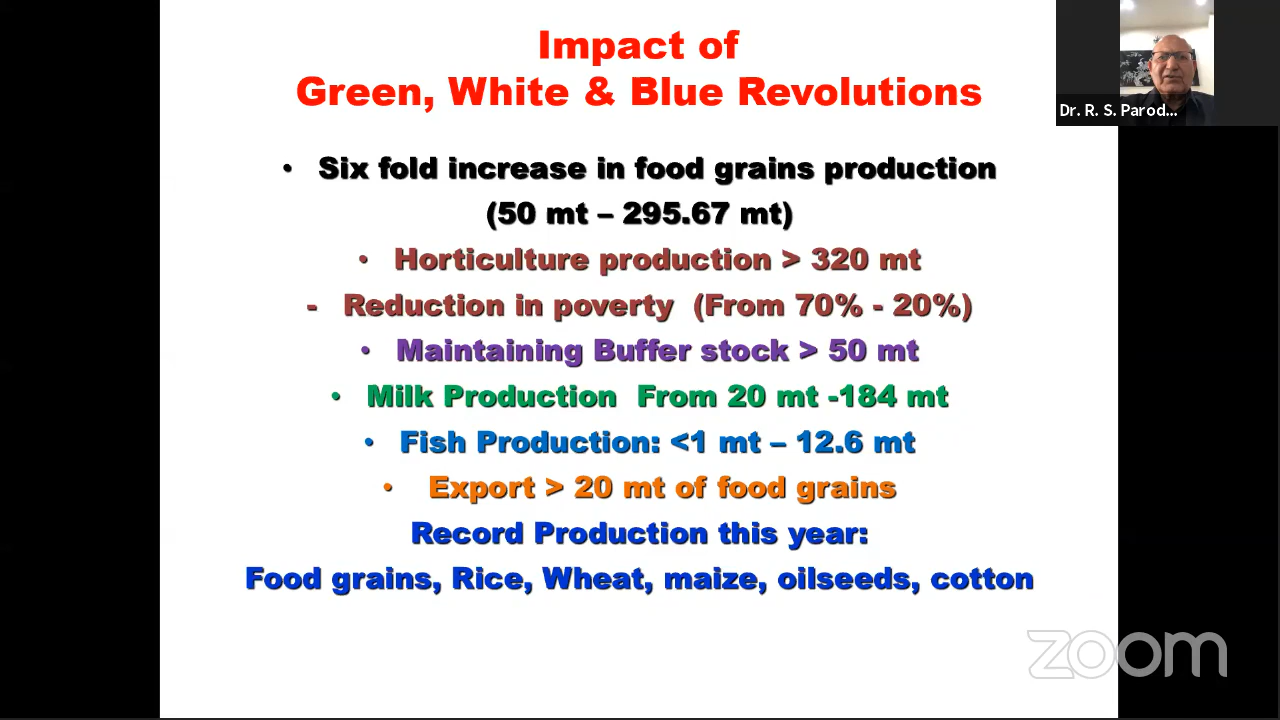 Impact of
Green, White & Blue Revolutions
• Six fold increase in food grains production
(50 mt – 295.67 mt)
• Horticulture production > 320 mt
- Reduction in poverty (From 70% - 20%)
• Maintaining Buffer stock > 50 mt
• Milk Production From 20 mt -184 mt
• Fish Production: <1 mt – 12.6 mt
• Export > 20 mt of food grains
Record Production this year:
Food grains, Rice, Wheat, maize, oilseeds, cotton
Dr. R. S. Parod...
zoom